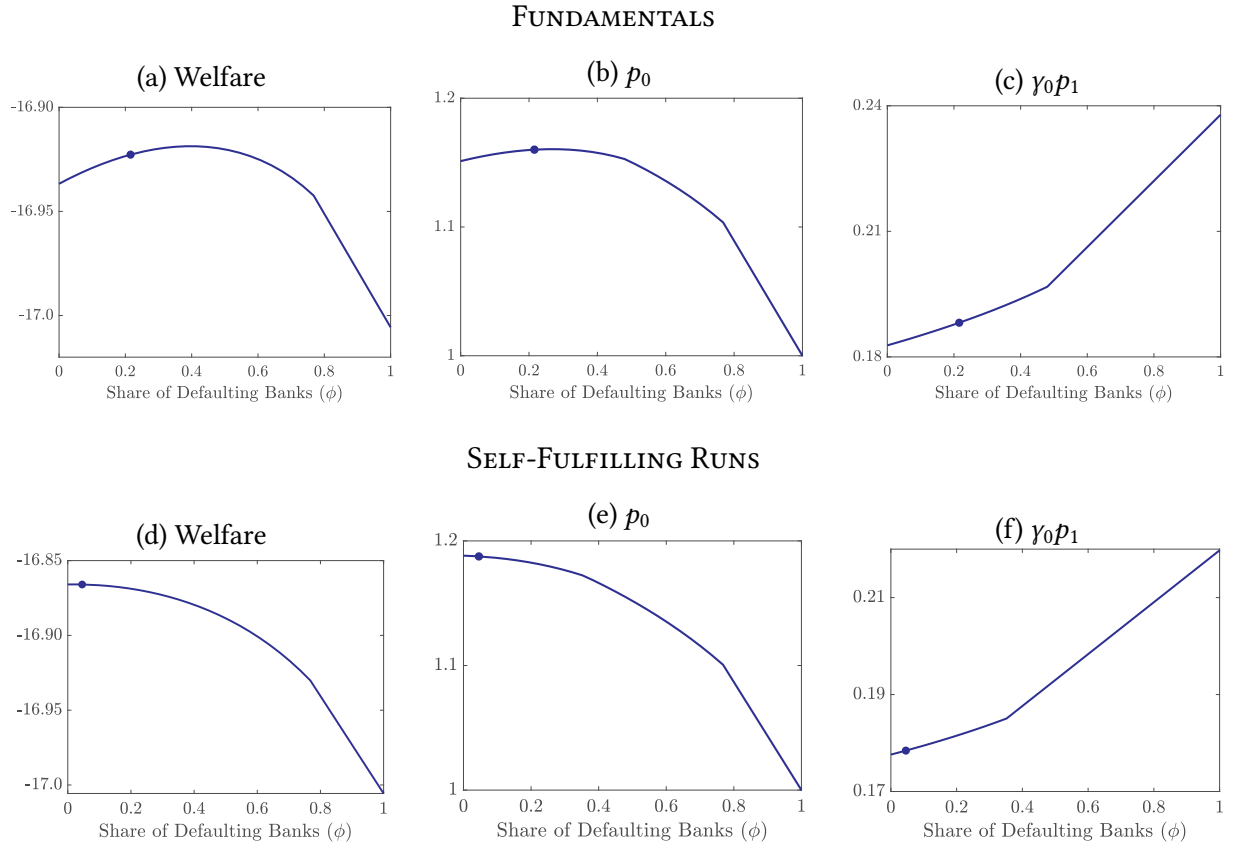 FUNDAMENTALS
(a) Welfare
-16.90
-16.95
-17.0
0 0.2 0.4 0.6 0.8 1
Share of Defaulting Banks (ϕ)
(b) p₀
1.2
1.1
1
0 0.2 0.4 0.6 0.8 1
Share of Defaulting Banks (ϕ)
(c) γ₀p₁
0.24
0.21
0.18
0 0.2 0.4 0.6 0.8 1
Share of Defaulting Banks (ϕ)
SELF-FULFILLING RUNS
(d) Welfare
-16.85
-16.90
-16.95
-17.0
0 0.2 0.4 0.6 0.8 1
Share of Defaulting Banks (ϕ)
(e) p₀
1.2
1.1
1
0 0.2 0.4 0.6 0.8 1
Share of Defaulting Banks (ϕ)
(f) γ₀p₁
0.21
0.19
0.17
0 0.2 0.4 0.6 0.8 1
Share of Defaulting Banks (ϕ)